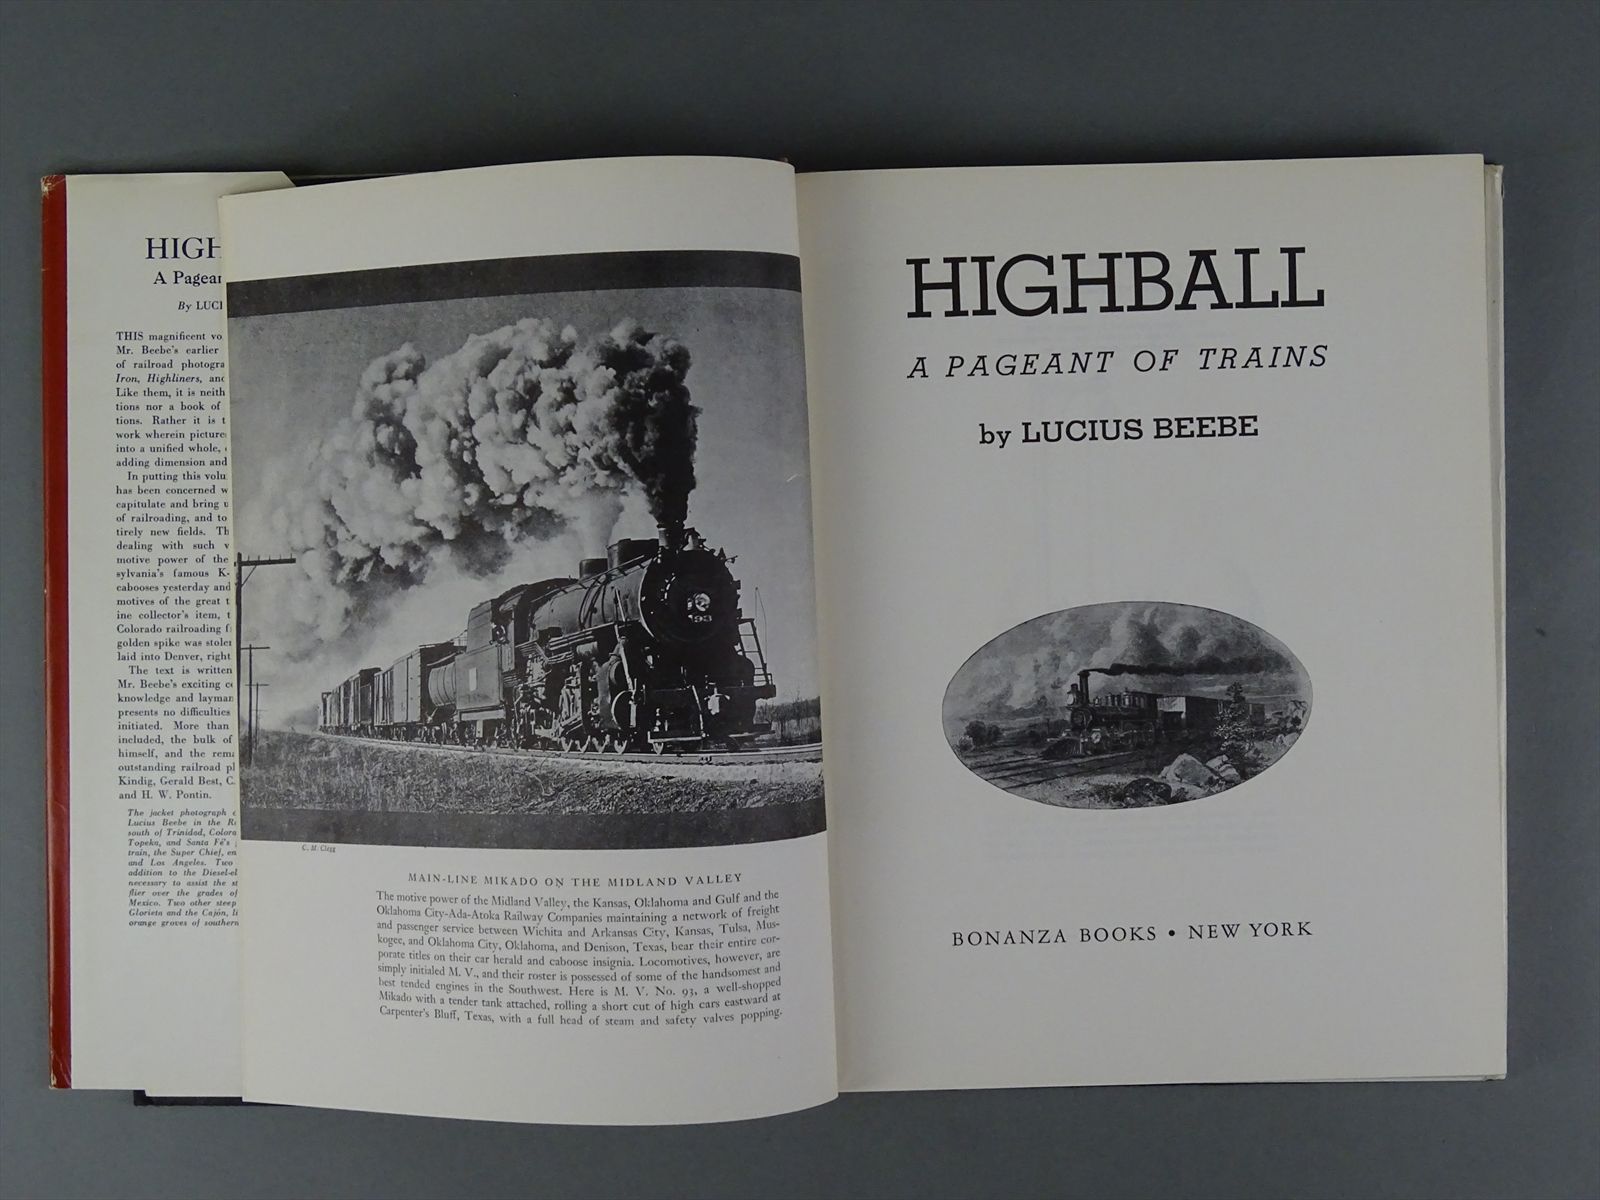 HIGH
A Pagean
By LUCI
THIS magnificent vo
Mr. Beebe's earlier
of railroad photogra
Iron, Highliners, and
Like them, it is neith
tions nor a book of
tions. Rather it is t
work wherein pictures
into a unified whole,
adding dimension and
In putting this volu
has been concerned w
capitulate and bring u
of railroading, and to
tirely new fields. Th
dealing with such v
motive power of the
sylvania's famous K-
cabooses yesterday and
motives of the great t
ine collector's item, t
Colorado railroading f
golden spike was stolen
laid into Denver, right
The text is written
Mr. Beebe's exciting c
knowledge and layman
presents no difficulties
initiated. More than
included, the bulk of
himself, and the rema
outstanding railroad p
Kindig, Gerald Best, C.
and H. W. Pontin.
The jacket photograph
Lucius Beebe in the R
south of Trinidad, Colora
Topeka, and Santa Fé's
train, the Super Chief, en
and Los Angeles. Two
addition to the Diesel-el
necessary to assist the st
flier over the grades of
Mexico. Two other steep
Glorieta and the Cajón, li
orange groves of southern
93
C. M. Clegg
MAIN-LINE MIKADO ON THE MIDLAND VALLEY
The motive power of the Midland Valley, the Kansas, Oklahoma and Gulf and the
Oklahoma City-Ada-Atoka Railway Companies maintaining a network of freight
and passenger service between Wichita and Arkansas City, Kansas, Tulsa, Mus-
kogee, and Oklahoma City, Oklahoma, and Denison, Texas, bear their entire cor-
porate titles on their car herald and caboose insignia. Locomotives, however, are
simply initialed M. V., and their roster is possessed of some of the handsomest and
best tended engines in the Southwest. Here is M. V. No. 93, a well-shopped
Mikado with a tender tank attached, rolling a short cut of high cars eastward at
Carpenter's Bluff, Texas, with a full head of steam and safety valves popping.
HIGHBALL
A PAGEANT OF TRAINS
by LUCIUS BEEBE
BONANZA BOOKS • NEW YORK